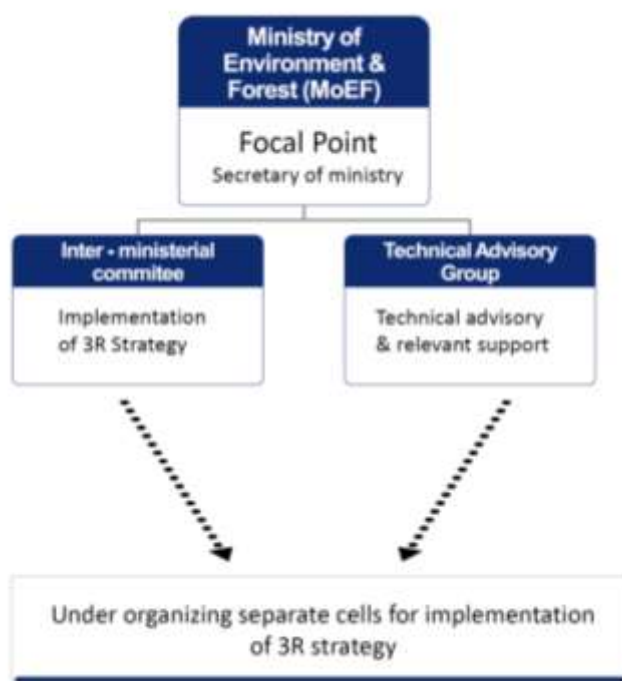 Ministry of
Environment &
Forest (MoEF)
Focal Point
Secretary of ministry
Inter - ministerial
commitee
Implementation
of 3R Strategy
Technical Advisory
Group
Technical advisory
& relevant support
Under organizing separate cells for implementation
of 3R strategy